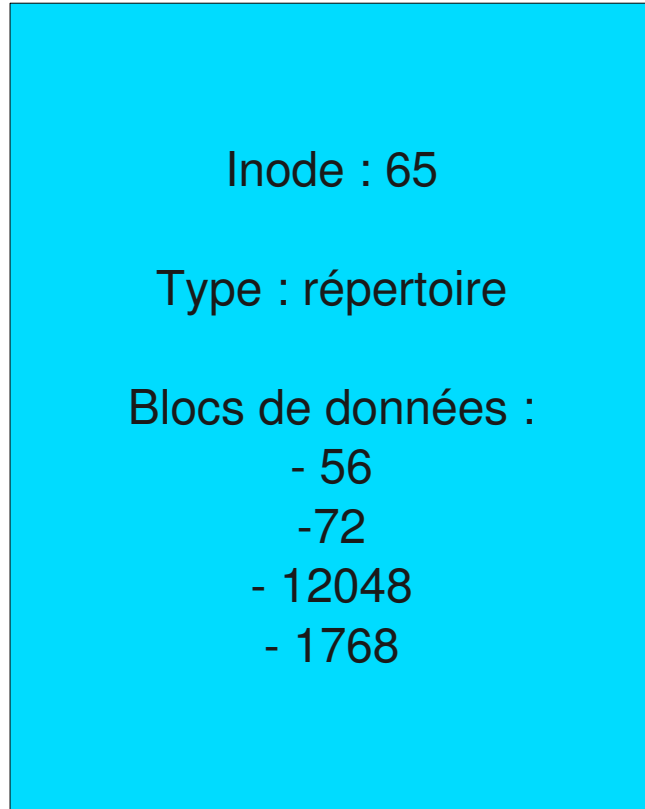 Inode : 65
Type : répertoire
Blocs de données :
- 56
-72
- 12048
- 1768